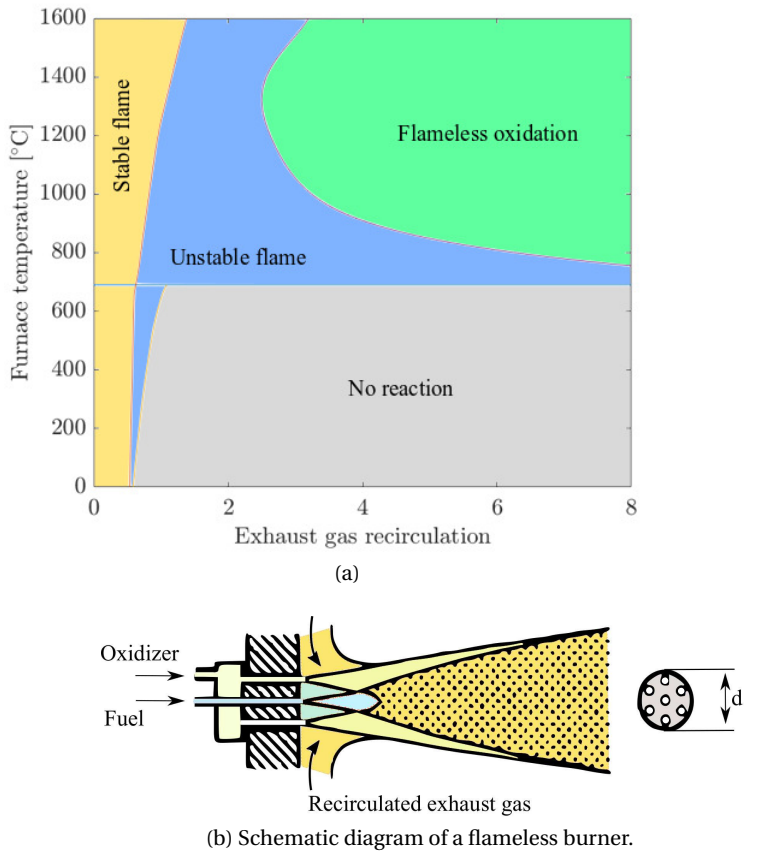 1600
1400
1200
1000
800
600
400
200
0
Furnace temperature [°C]
Stable flame
Flameless oxidation
Unstable flame
No reaction
0 2 4 6 8
Exhaust gas recirculation
(a)
Oxidizer
Fuel
d
Recirculated exhaust gas
(b) Schematic diagram of a flameless burner.